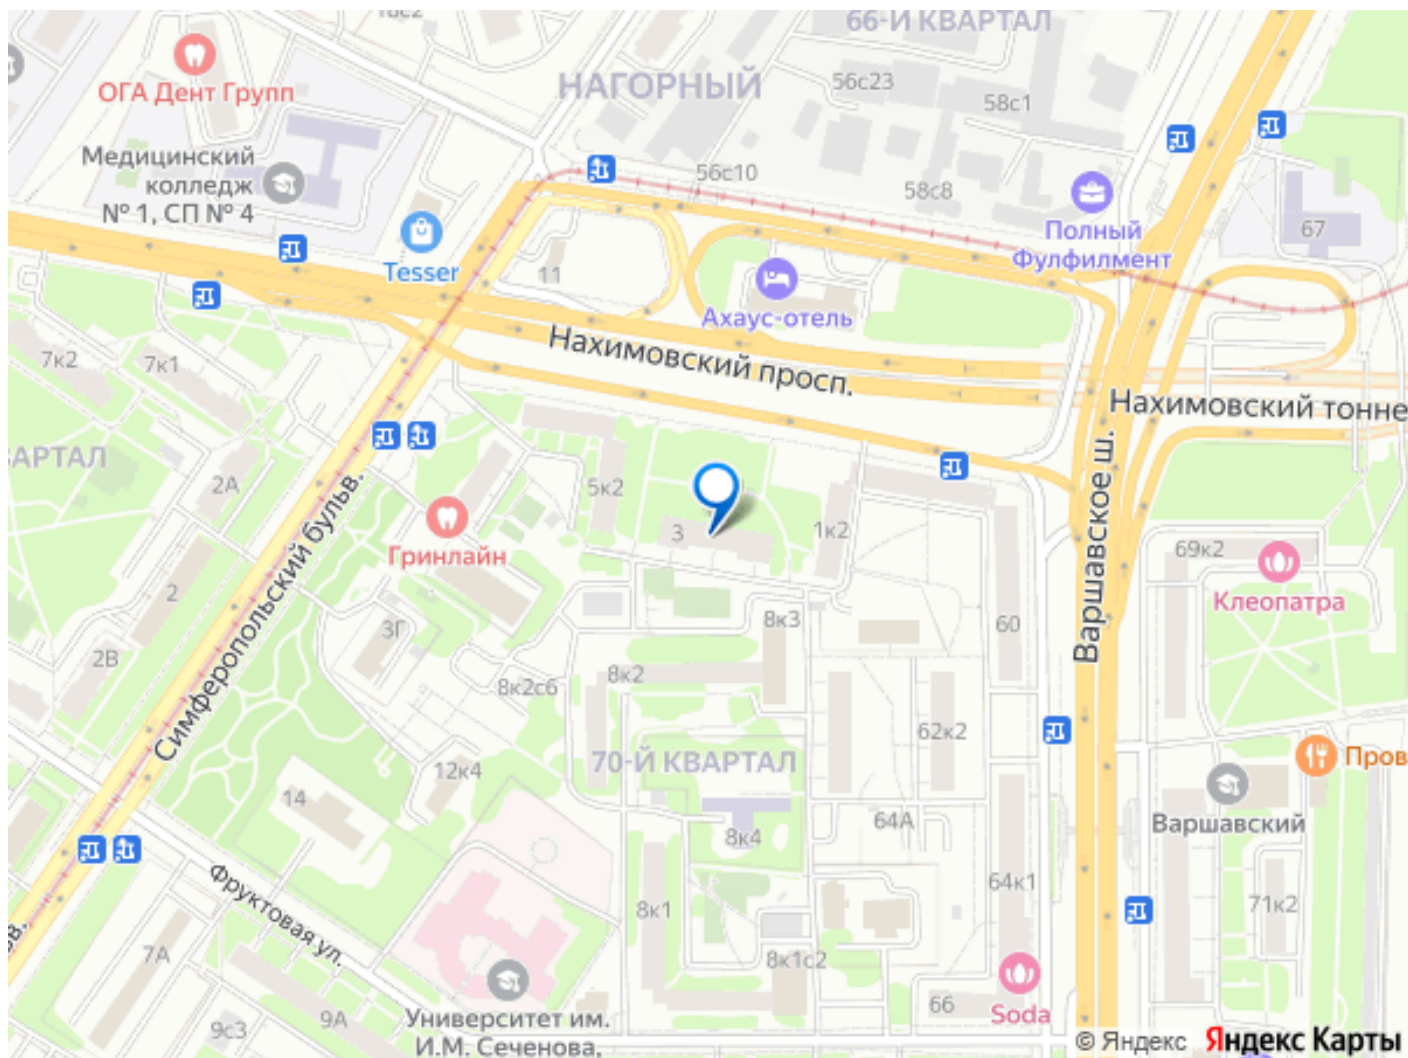 66-Й КВАРТАЛ
18с2
ОГА Дент Групп
НАГОРНЫЙ
56с23
58с1
Медицинский
колледж
№ 1, СП № 4
56с10
58с8
Полный
Фулфилмент
67
Tesser
11
Ахаус-отель
Нахимовский просп.
7к2
7к1
Нахимовский тонне
АРТАЛ
2А
5к2
3
1к2
Гринлайн
Симферопольский бульв.
Варшавское ш.
69к2
Клеопатра
2
3Г
8к3
60
2В
8к2
8к2с6
62к2
70-Й КВАРТАЛ
12к4
Пров
14
64А
8к4
Варшавский
64к1
Фруктовая ул.
8к1
71к2
7А
8к1с2
66
Soda
9с3
9А
Университет им.
И.М. Сеченова,
© Яндекс
Яндекс Карты